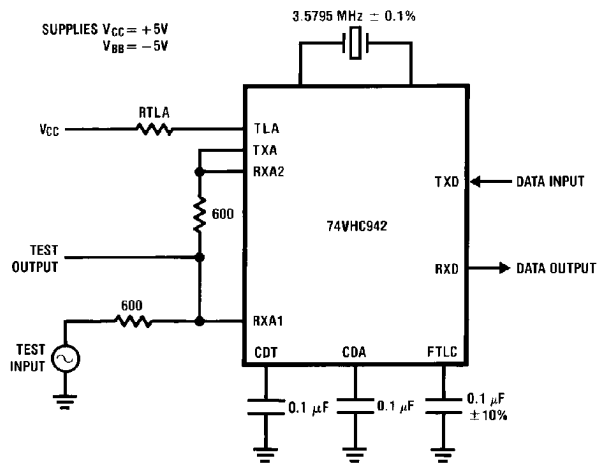 3.5795 MHz ± 0.1%
SUPPLIES VCC = +5V
VBB = −5V
RTLA
VCC
TLA
TXA
RXA2
TXD
DATA INPUT
600
74VHC942
TEST
OUTPUT
RXD
DATA OUTPUT
600
RXA1
TEST
INPUT
CDT
CDA
FTLC
0.1 µF
0.1 µF
0.1 µF
±10%